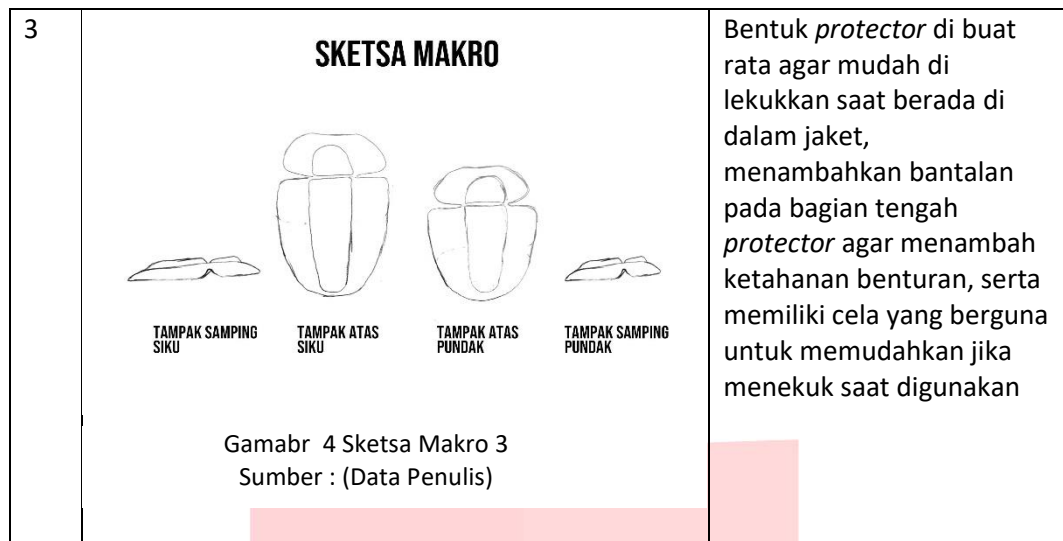 3
SKETSA MAKRO
TAMPAK SAMPING
SIKU
TAMPAK ATAS
SIKU
TAMPAK ATAS
PUNDAK
TAMPAK SAMPING
PUNDAK
Gamabr  4 Sketsa Makro 3
Sumber : (Data Penulis)
Bentuk protector di buat
rata agar mudah di
lekukkan saat berada di
dalam jaket,
menambahkan bantalan
pada bagian tengah
protector agar menambah
ketahanan benturan, serta
memiliki cela yang berguna
untuk memudahkan jika
menekuk saat digunakan